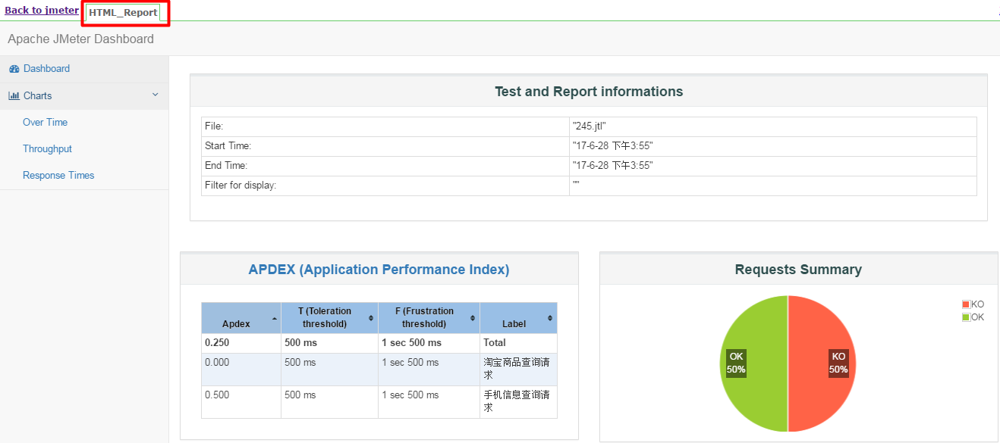 Back to jmeter HTML_Report
Apache JMeter Dashboard
Dashboard
Charts
Over Time
Throughput
Response Times
Test and Report informations
File: "245.jtl"
Start Time: "17-6-28 下午3:55"
End Time: "17-6-28 下午3:55"
Filter for display: ""
APDEX (Application Performance Index)
Apdex T (Toleration threshold) F (Frustration threshold) Label
0.250 500 ms 1 sec 500 ms Total
0.000 500 ms 1 sec 500 ms 淘宝商品查询请
求
0.500 500 ms 1 sec 500 ms 手机信息查询请
求
Requests Summary
KO
OK
OK
50%
KO
50%